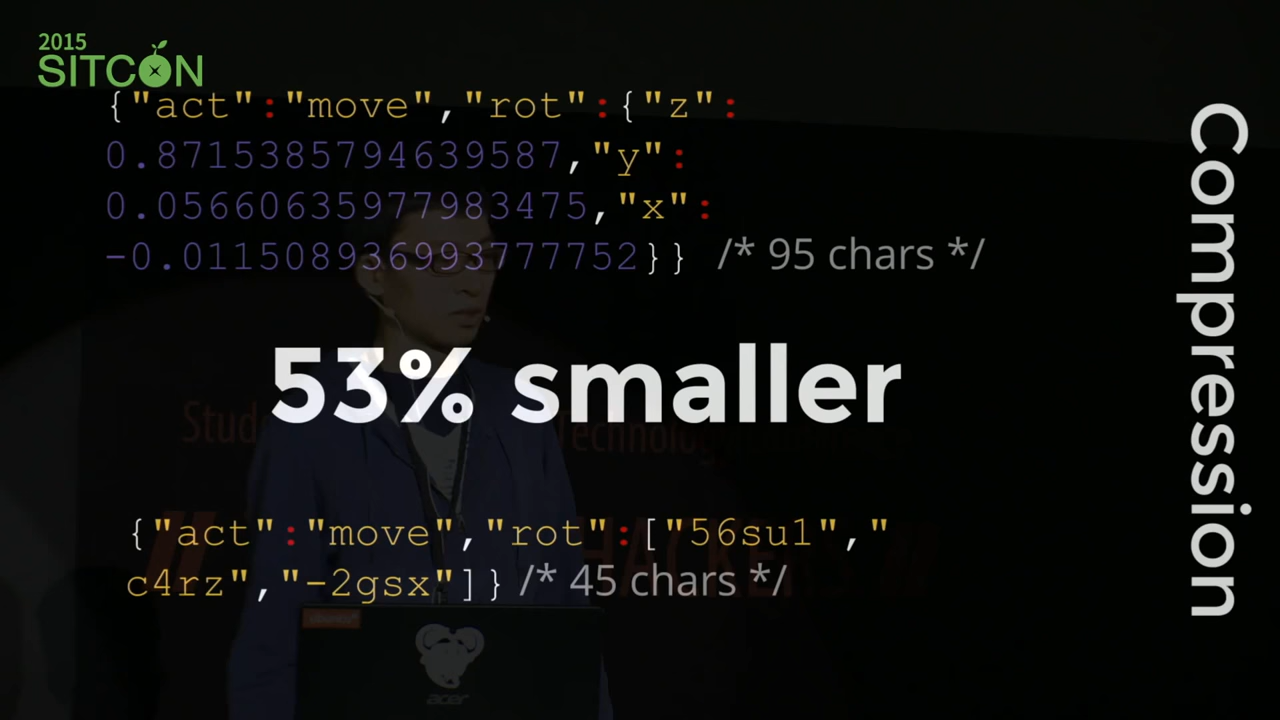 2015
SITCON
{"act":"move","rot":{"z":
0.8715385794639587,"y":
0.05660635977983475,"x":
-0.011508936993777752}} /* 95 chars */
53% smaller
{"act":"move","rot":["56su1","
c4rz","-2gsx"]} /* 45 chars */
Compression
acer